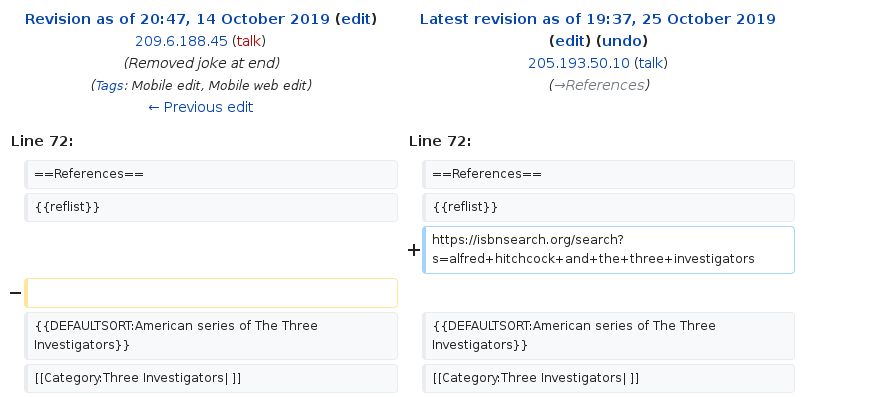 Revision as of 20:47, 14 October 2019 (edit)
209.6.188.45 (talk)
(Removed joke at end)
(Tags: Mobile edit, Mobile web edit)
← Previous edit
Latest revision as of 19:37, 25 October 2019
(edit) (undo)
205.193.50.10 (talk)
(→References)
Line 72:
Line 72:
==References==
==References==
{{reflist}}
{{reflist}}
+
https://isbnsearch.org/search?
s=alfred+hitchcock+and+the+three+investigators
−
{{DEFAULTSORT:American series of The Three
Investigators}}
{{DEFAULTSORT:American series of The Three
Investigators}}
[[Category:Three Investigators| ]]
[[Category:Three Investigators| ]]